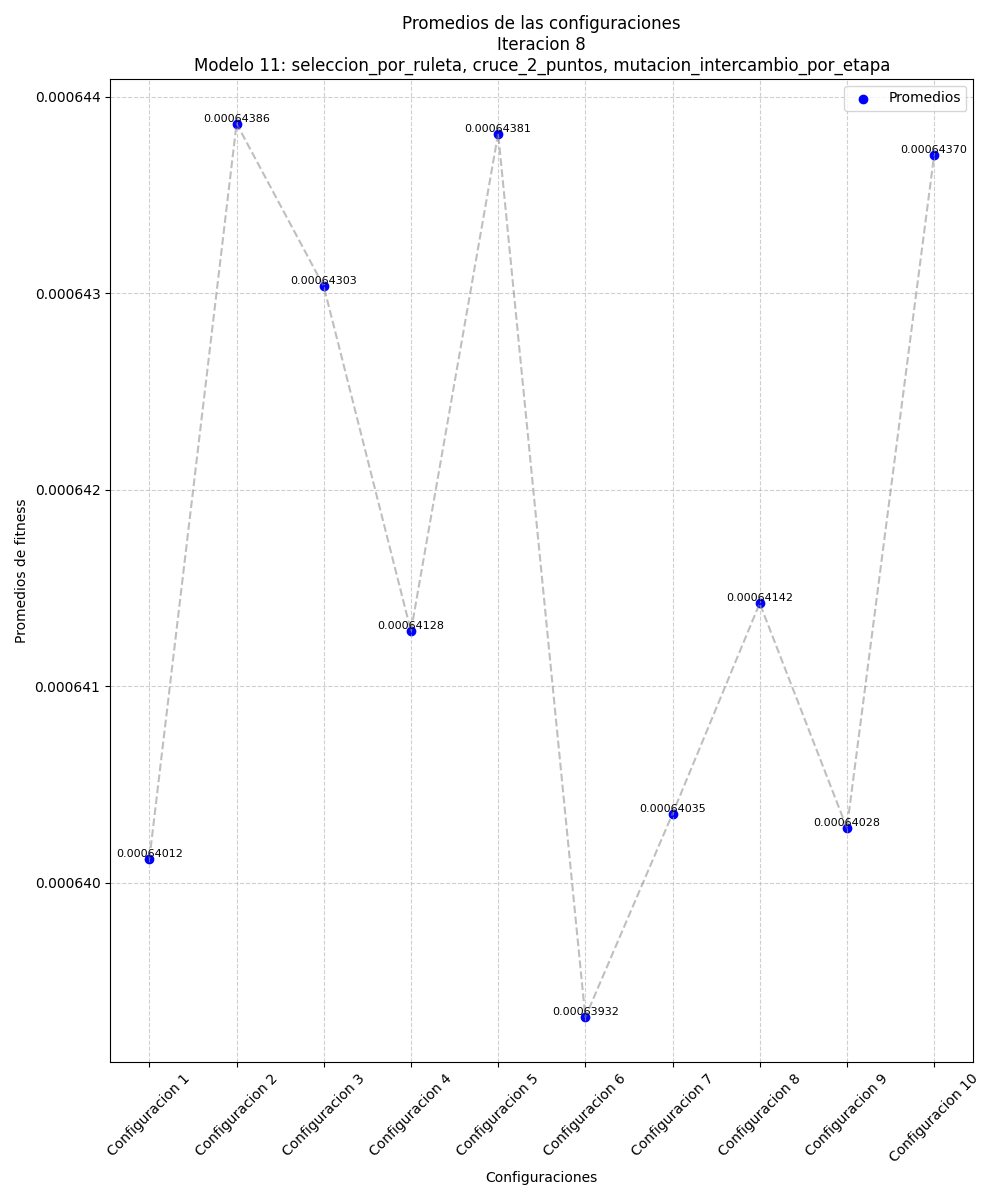 Promedios de las configuraciones
Iteracion 8
Modelo 11: seleccion_por_ruleta, cruce_2_puntos, mutacion_intercambio_por_etapa
Promedios
0.000644
0.000643
0.000642
0.000641
0.000640
Promedios de fitness
0.00064012
0.00064386
0.00064303
0.00064128
0.00064381
0.00063932
0.00064035
0.00064142
0.00064028
0.00064370
Configuracion 1
Configuracion 2
Configuracion 3
Configuracion 4
Configuracion 5
Configuracion 6
Configuracion 7
Configuracion 8
Configuracion 9
Configuracion 10
Configuraciones